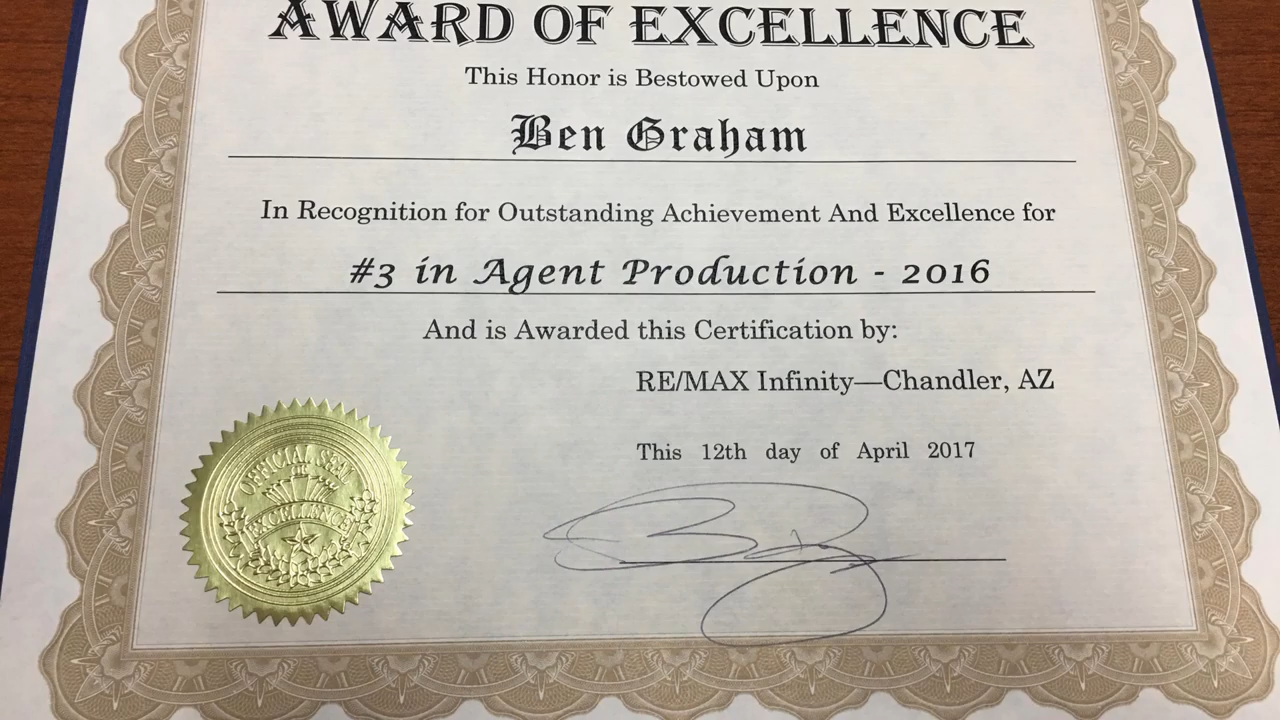 AWARD OF EXCELLENCE
This Honor is Bestowed Upon
Ben Graham
In Recognition for Outstanding Achievement And Excellence for
#3 in Agent Production - 2016
And is Awarded this Certification by:
RE/MAX Infinity—Chandler, AZ
This 12th day of April 2017
OFFICIAL SEAL
OF
EXCELLENCE